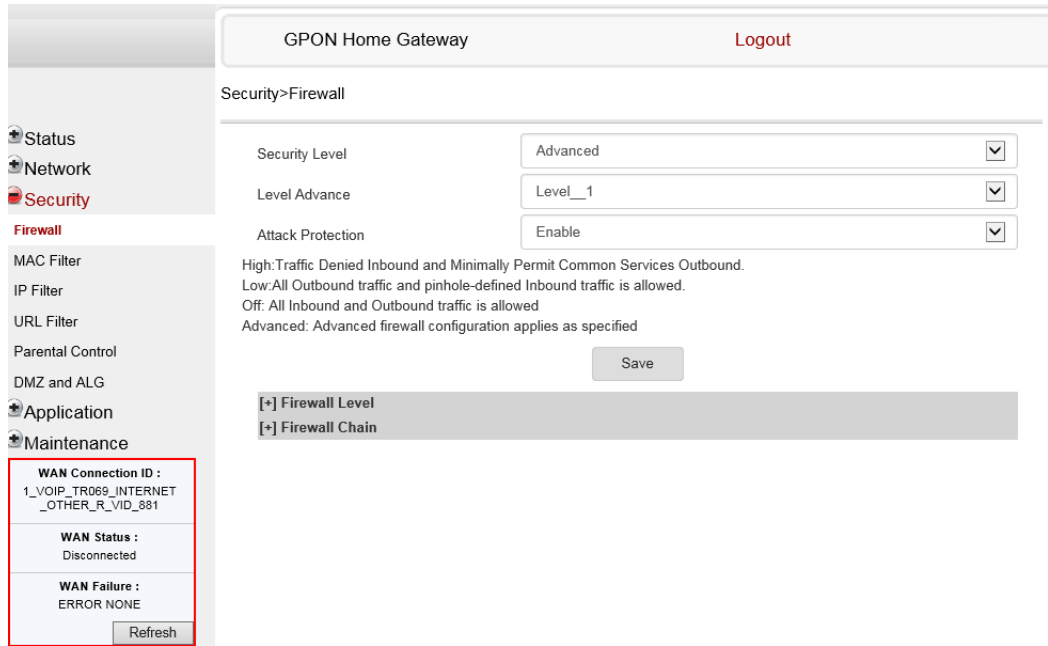 GPON Home Gateway
Logout
Security>Firewall
Status
Network
Security
Firewall
MAC Filter
IP Filter
URL Filter
Parental Control
DMZ and ALG
Application
Maintenance
WAN Connection ID :
1_VOIP_TR069_INTERNET
_OTHER_R_VID_881
WAN Status :
Disconnected
WAN Failure :
ERROR NONE
Refresh
Security Level
Advanced
Level Advance
Level__1
Attack Protection
Enable
High:Traffic Denied Inbound and Minimally Permit Common Services Outbound.
Low:All Outbound traffic and pinhole-defined Inbound traffic is allowed.
Off: All Inbound and Outbound traffic is allowed
Advanced: Advanced firewall configuration applies as specified
Save
[+] Firewall Level
[+] Firewall Chain